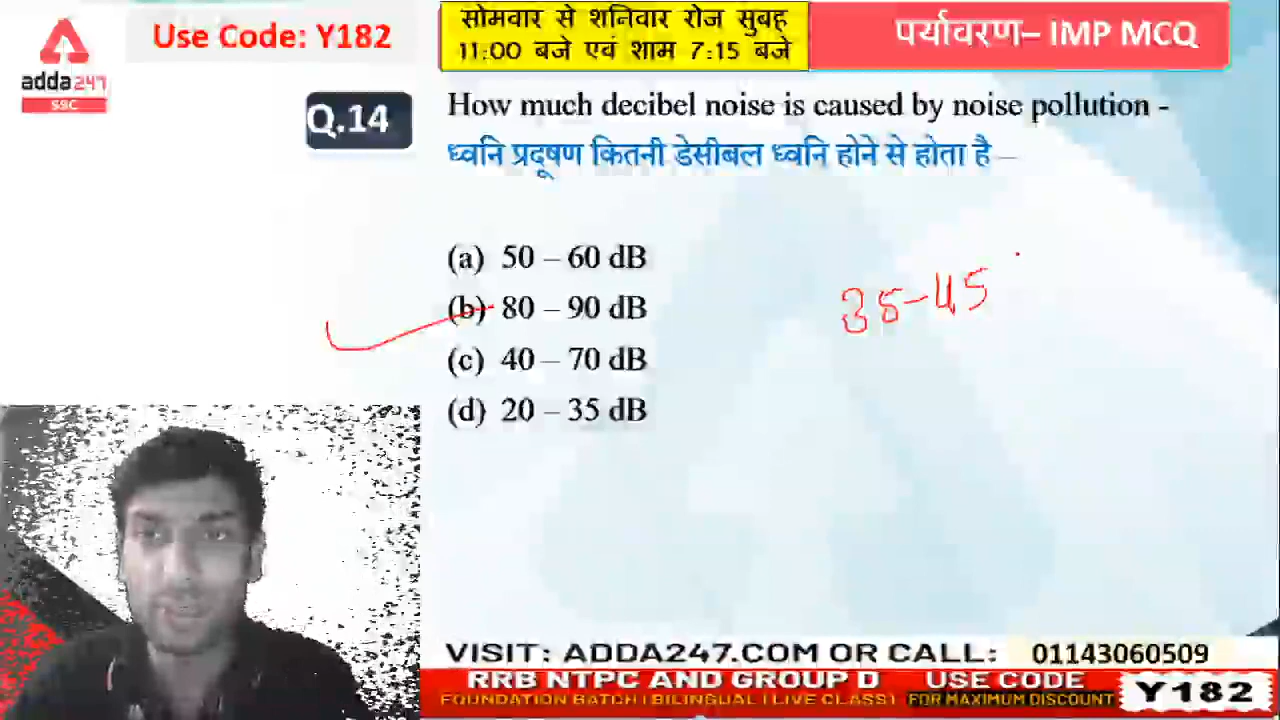 Use Code: Y182
सोमवार से शनिवार रोज सुबह
11:00 बजे एवं शाम 7:15 बजे
पर्यावरण– IMP MCQ
adda247
SSC
Q.14
How much decibel noise is caused by noise pollution -
ध्वनि प्रदूषण कितनी डेसीबल ध्वनि होने से होता है –
(a) 50 – 60 dB
(b) 80 – 90 dB
(c) 40 – 70 dB
(d) 20 – 35 dB
35-45
VISIT: ADDA247.COM OR CALL: 01143060509
RRB NTPC AND GROUP D
FOUNDATION BATCH | BILINGUAL (LIVE CLASS)
USE CODE
FOR MAXIMUM DISCOUNT
Y182